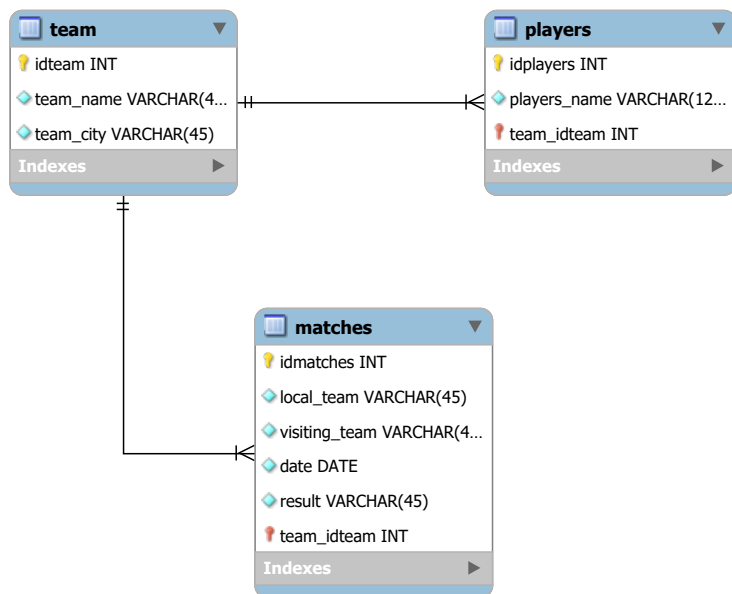 team
idteam INT
team_name VARCHAR(4...
team_city VARCHAR(45)
Indexes
players
idplayers INT
players_name VARCHAR(12...
team_idteam INT
Indexes
matches
idmatches INT
local_team VARCHAR(45)
visiting_team VARCHAR(4...
date DATE
result VARCHAR(45)
team_idteam INT
Indexes